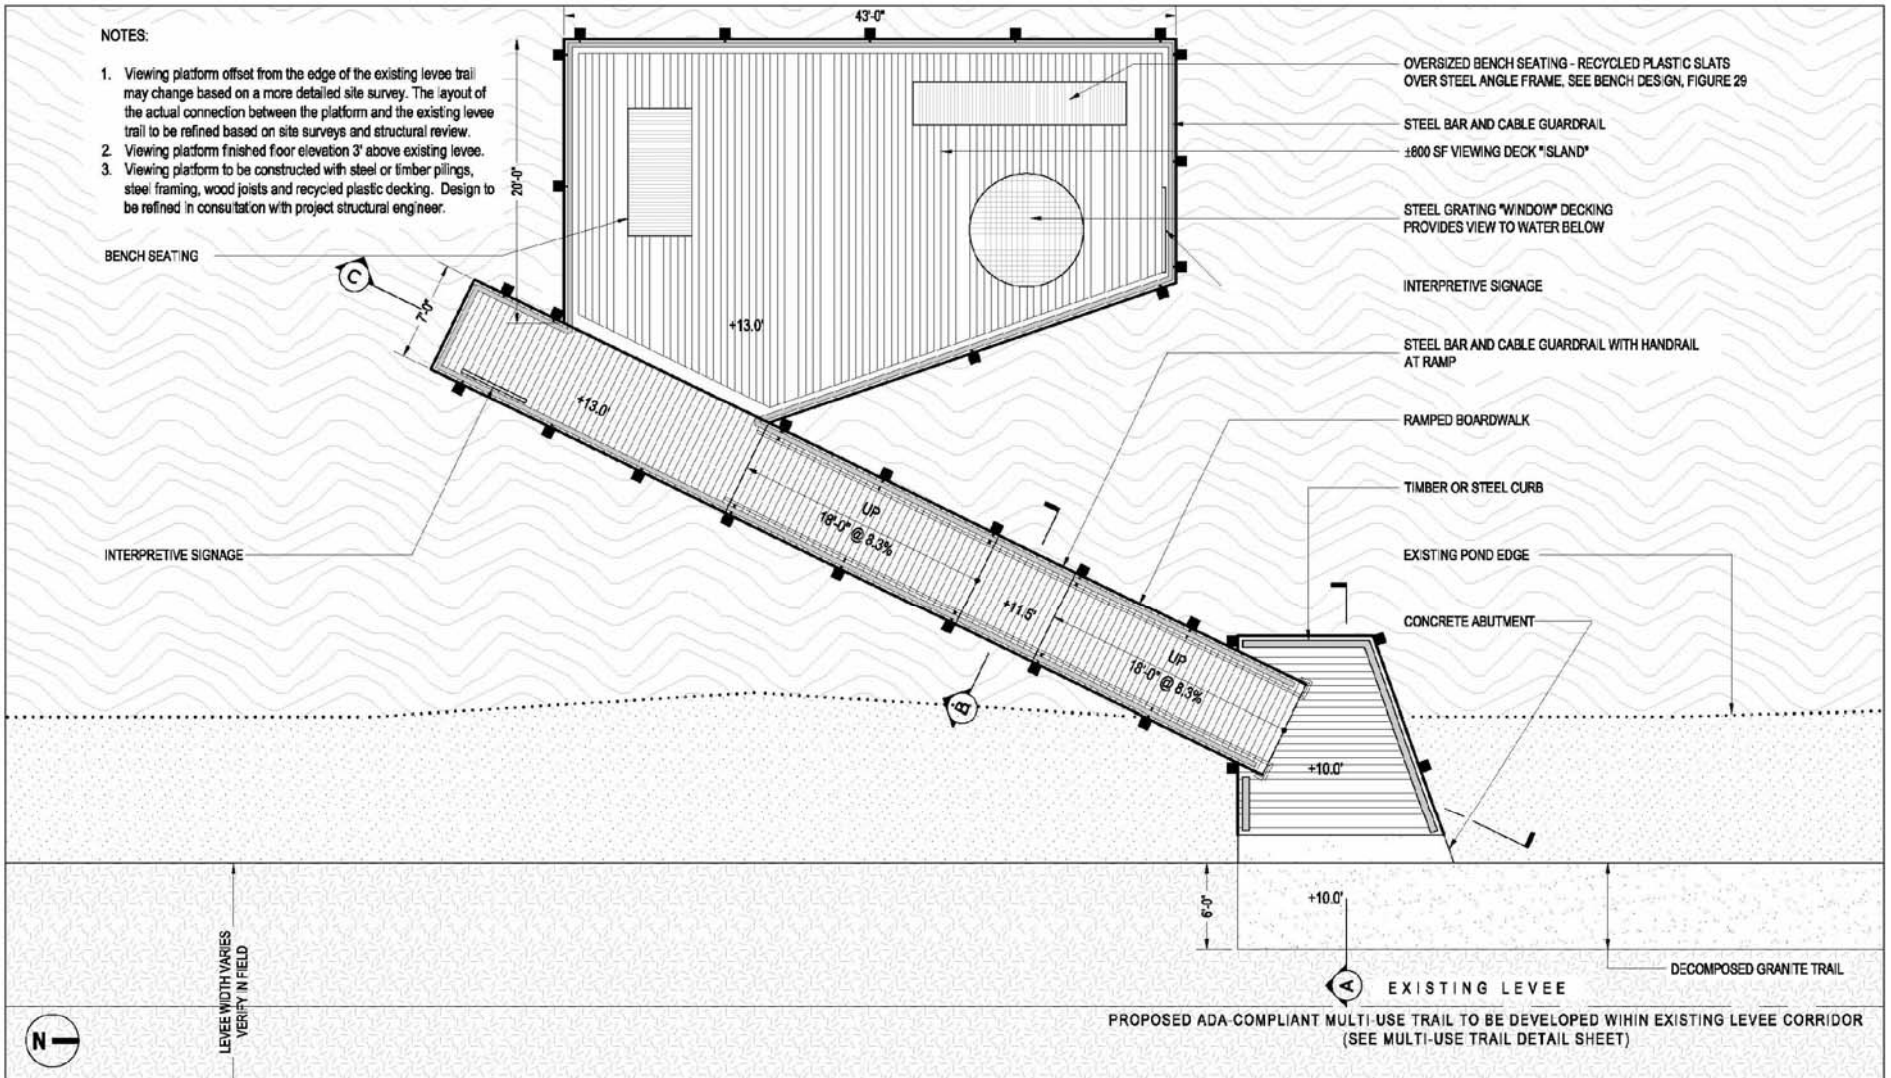 43'-0"
NOTES:
1. Viewing platform offset from the edge of the existing levee trail
may change based on a more detailed site survey. The layout of
the actual connection between the platform and the existing levee
trail to be refined based on site surveys and structural review.
2. Viewing platform finished floor elevation 3' above existing levee.
3. Viewing platform to be constructed with steel or timber pilings,
steel framing, wood joists and recycled plastic decking. Design to
be refined in consultation with project structural engineer.
20'-0"
BENCH SEATING
C
7'-0"
OVERSIZED BENCH SEATING - RECYCLED PLASTIC SLATS
OVER STEEL ANGLE FRAME, SEE BENCH DESIGN, FIGURE 29
STEEL BAR AND CABLE GUARDRAIL
±800 SF VIEWING DECK "ISLAND"
STEEL GRATING "WINDOW" DECKING
PROVIDES VIEW TO WATER BELOW
INTERPRETIVE SIGNAGE
+13.0'
STEEL BAR AND CABLE GUARDRAIL WITH HANDRAIL
AT RAMP
+13.0'
RAMPED BOARDWALK
TIMBER OR STEEL CURB
UP
18'-0" @ 8.3%
INTERPRETIVE SIGNAGE
EXISTING POND EDGE
+11.5'
CONCRETE ABUTMENT
UP
18'-0" @ 8.3%
B
+10.0'
6'-0"
+10.0'
LEVEE WIDTH VARIES
VERIFY IN FIELD
DECOMPOSED GRANITE TRAIL
A
EXISTING LEVEE
PROPOSED ADA-COMPLIANT MULTI-USE TRAIL TO BE DEVELOPED WIHIN EXISTING LEVEE CORRIDOR
(SEE MULTI-USE TRAIL DETAIL SHEET)
N